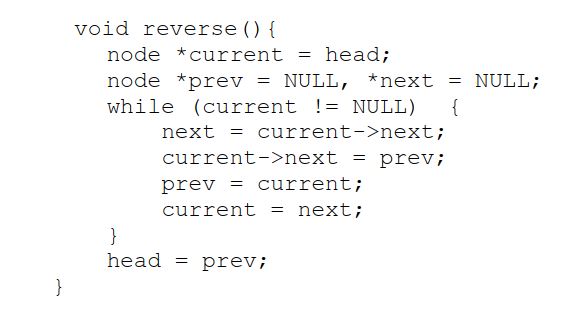 void reverse(){
node *current = head;
node *prev = NULL, *next = NULL;
while (current != NULL)  {
next = current->next;
current->next = prev;
prev = current;
current = next;
}
head = prev;
}